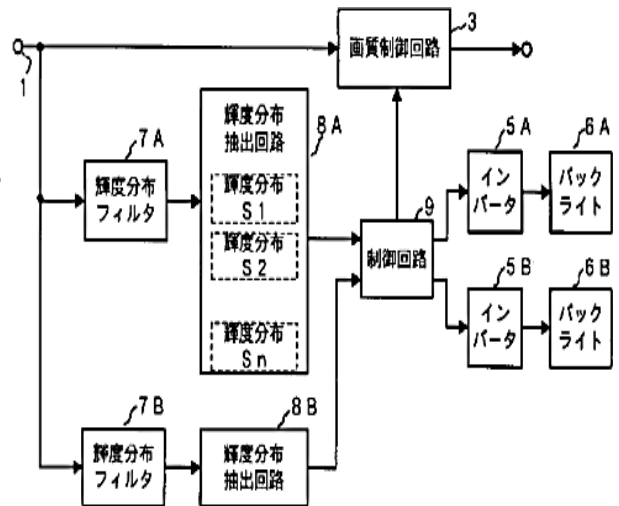 3
画質制御回路
1
7A
輝度分布
フィルタ
8A
輝度分布
抽出回路
輝度分布
S1
輝度分布
S2
輝度分布
Sn
9
制御回路
5A
イン
バータ
6A
バック
ライト
5B
イン
バータ
6B
バック
ライト
7B
輝度分布
フィルタ
8B
輝度分布
抽出回路